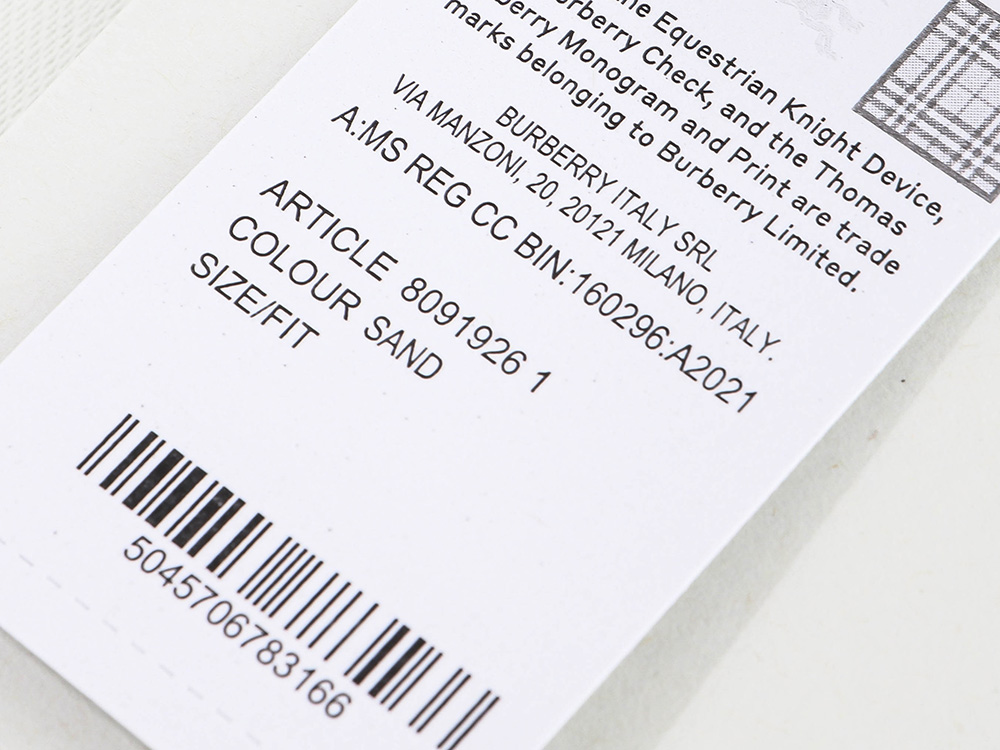 Equestrian Knight Device,
Check, and the Thomas
Monogram and Print are trade
marks belonging to Burberry Limited.
BURBERRY ITALY SRL
VIA MANZONI, 20, 20121 MILANO, ITALY.
A:MS REG CC BIN:160296:A2021
ARTICLE 8091926 1
COLOUR SAND
SIZE/FIT
5045706783166